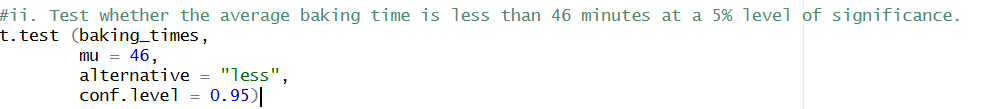 #ii. Test whether the average baking time is less than 46 minutes at a 5% level of significance.
t.test (baking_times,
        mu = 46,
        alternative = "less",
        conf.level = 0.95)